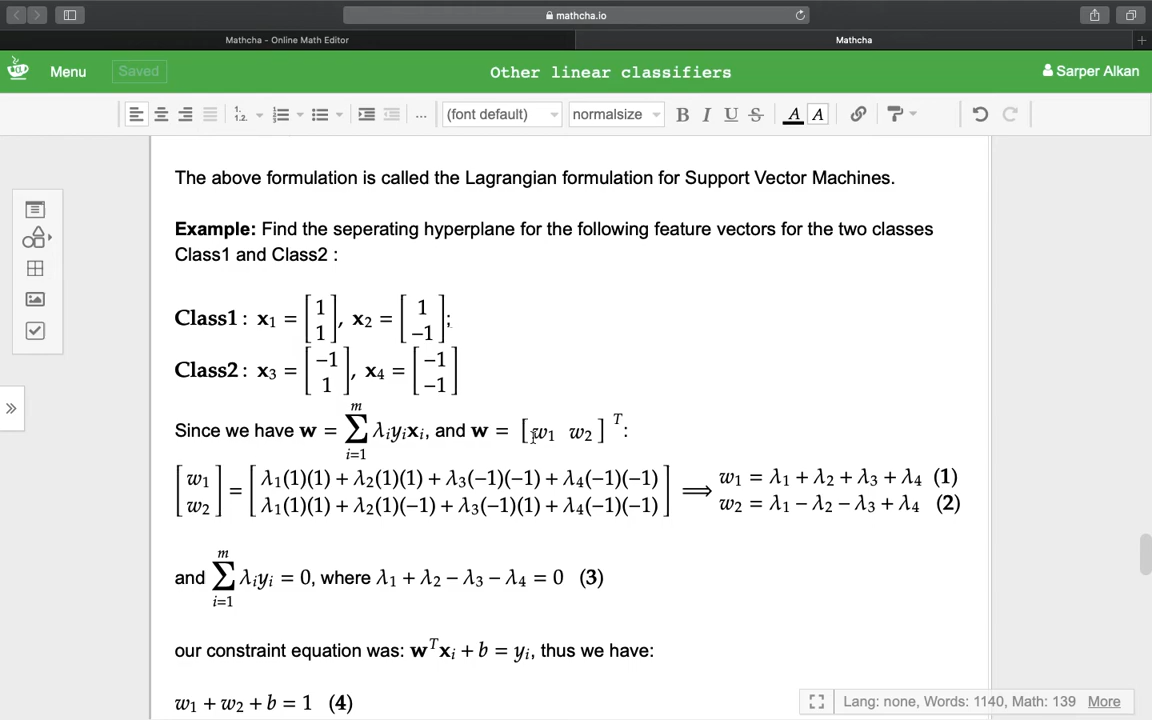 mathcha.io
Mathcha - Online Math Editor
Mathcha
Menu
Saved
Other linear classifiers
Sarper Alkan
(font default)
normalsize
B I U S A A
The above formulation is called the Lagrangian formulation for Support Vector Machines.
Example: Find the seperating hyperplane for the following feature vectors for the two classes
Class1 and Class2 :
Class1 : x₁ = [1 1], x₂ = [1 −1];
Class2 : x₃ = [−1 1], x₄ = [−1 −1]
Since we have w = ∑_{i=1}^{m} λᵢyᵢxᵢ, and w = [w₁ w₂]ᵀ:
[w₁ w₂] = [λ₁(1)(1) + λ₂(1)(1) + λ₃(−1)(−1) + λ₄(−1)(−1)
λ₁(1)(1) + λ₂(1)(−1) + λ₃(−1)(1) + λ₄(−1)(−1)] ⟹ w₁ = λ₁ + λ₂ + λ₃ + λ₄ (1)
w₂ = λ₁ − λ₂ − λ₃ + λ₄ (2)
and ∑_{i=1}^{m} λᵢyᵢ = 0, where λ₁ + λ₂ − λ₃ − λ₄ = 0 (3)
our constraint equation was: wᵀxᵢ + b = yᵢ, thus we have:
w₁ + w₂ + b = 1 (4)
Lang: none, Words: 1140, Math: 139 More